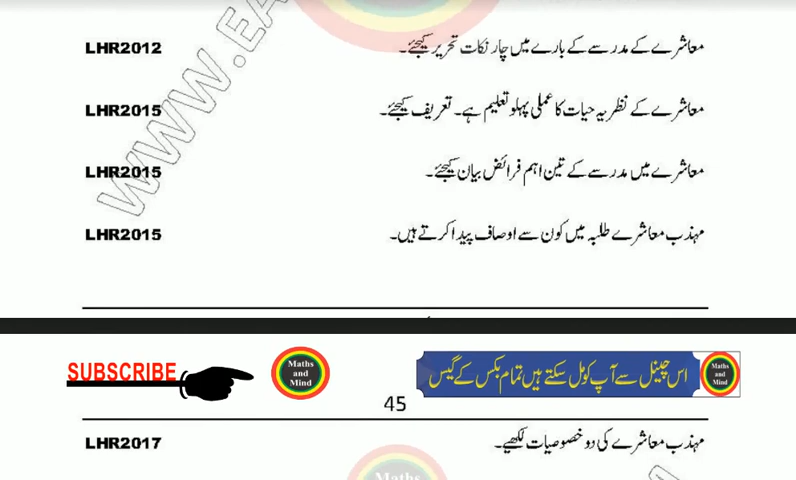 WWW.EA
معاشرے کے مدرسے کے بارے میں چار نکات تحریر کیجئے۔ LHR2012
معاشرے کے نظریہ حیات کا عملی پہلو تعلیم ہے۔ تعریف کیجئے۔ LHR2015
معاشرے میں مدرسے کے تین اہم فرائض بیان کیجئے۔ LHR2015
مہذب معاشرے طلبہ میں کون سے اوصاف پیدا کرتے ہیں۔ LHR2015
SUBSCRIBE
Maths
and
Mind
اس چینل سے آپ کو مل سکتے ہیں تمام بکس کے گیس
Maths
and
Mind
45
مہذب معاشرے کی دو خصوصیات لکھیے۔ LHR2017
Maths